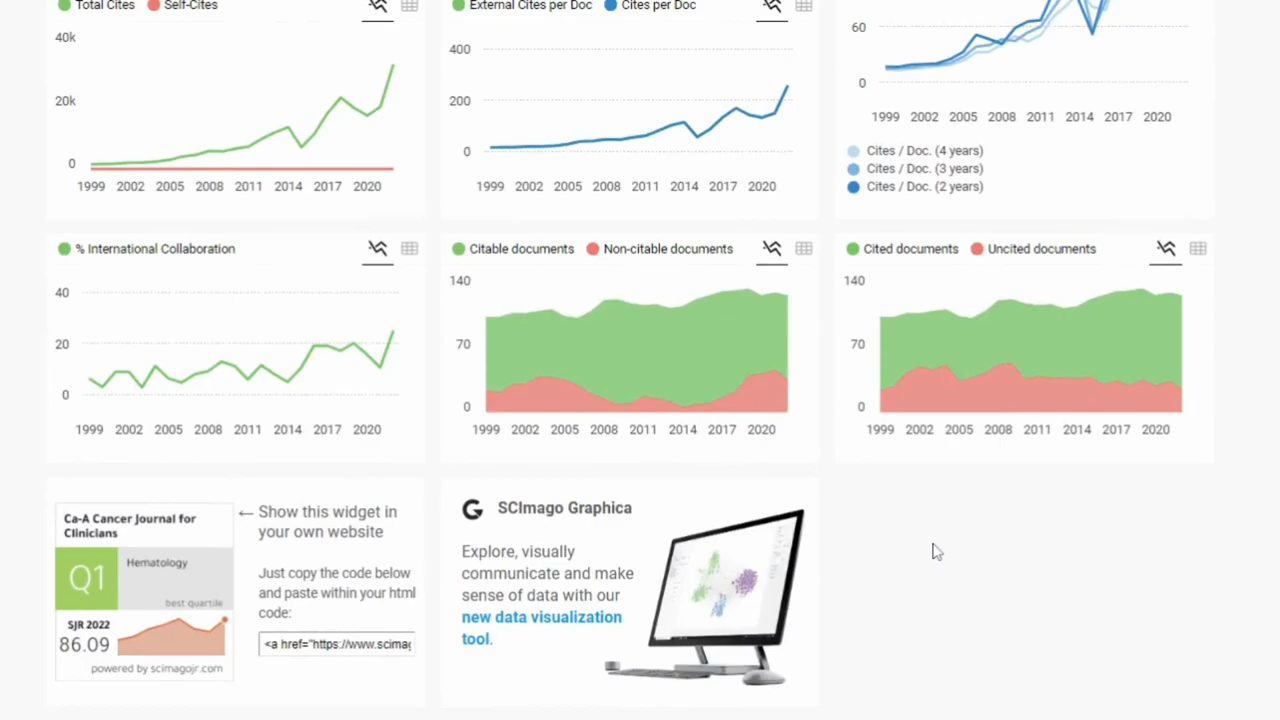 Total Cites Self-Cites
40k
20k
0
1999 2002 2005 2008 2011 2014 2017 2020
External Cites per Doc Cites per Doc
400
200
0
1999 2002 2005 2008 2011 2014 2017 2020
60
0
1999 2002 2005 2008 2011 2014 2017 2020
Cites / Doc. (4 years)
Cites / Doc. (3 years)
Cites / Doc. (2 years)
% International Collaboration
40
20
0
1999 2002 2005 2008 2011 2014 2017 2020
Citable documents Non-citable documents
140
70
0
1999 2002 2005 2008 2011 2014 2017 2020
Cited documents Uncited documents
140
70
0
1999 2002 2005 2008 2011 2014 2017 2020
Ca-A Cancer Journal for
Clinicians
Q1
Hematology
best quartile
SJR 2022
86.09
powered by scimagojr.com
← Show this widget in
your own website
Just copy the code below
and paste within your html
code:
<a href="https://www.scimag
SCImago Graphica
Explore, visually
communicate and make
sense of data with our
new data visualization
tool.